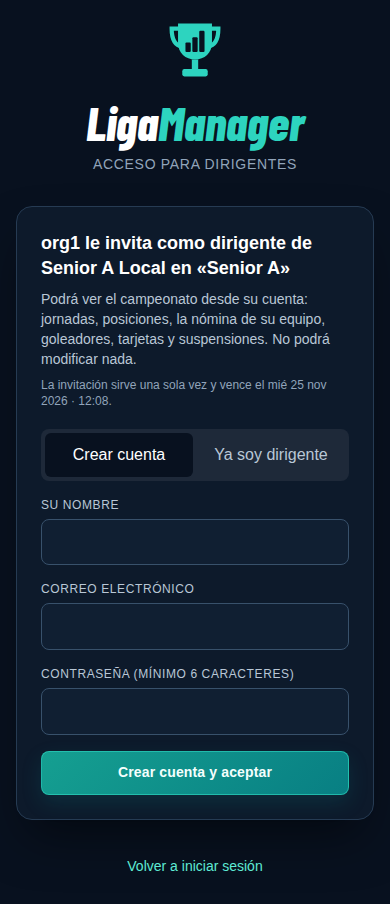 LigaManager
ACCESO PARA DIRIGENTES
org1 le invita como dirigente de
Senior A Local en «Senior A»
Podrá ver el campeonato desde su cuenta:
jornadas, posiciones, la nómina de su equipo,
goleadores, tarjetas y suspensiones. No podrá
modificar nada.
La invitación sirve una sola vez y vence el mié 25 nov
2026 · 12:08.
Crear cuenta
Ya soy dirigente
SU NOMBRE
CORREO ELECTRÓNICO
CONTRASEÑA (MÍNIMO 6 CARACTERES)
Crear cuenta y aceptar
Volver a iniciar sesión